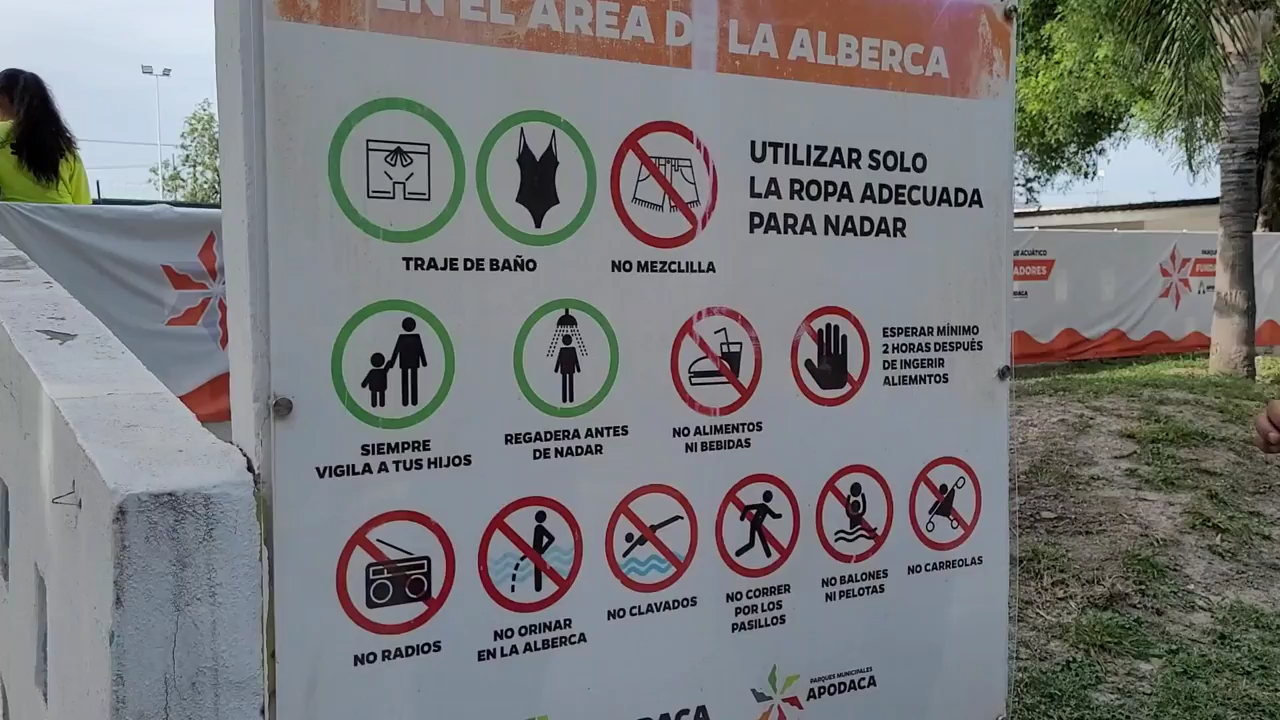 EN EL ÁREA DE LA ALBERCA
UTILIZAR SOLO
LA ROPA ADECUADA
PARA NADAR
TRAJE DE BAÑO
NO MEZCLILLA
SIEMPRE
VIGILA A TUS HIJOS
REGADERA ANTES
DE NADAR
NO ALIMENTOS
NI BEBIDAS
ESPERAR MÍNIMO
2 HORAS DESPUÉS
DE INGERIR
ALIEMNTOS
NO RADIOS
NO ORINAR
EN LA ALBERCA
NO CLAVADOS
NO CORRER
POR LOS
PASILLOS
NO BALONES
NI PELOTAS
NO CARREOLAS
PARQUES MUNICIPALES
APODACA
ACUÁTICO
ADORES